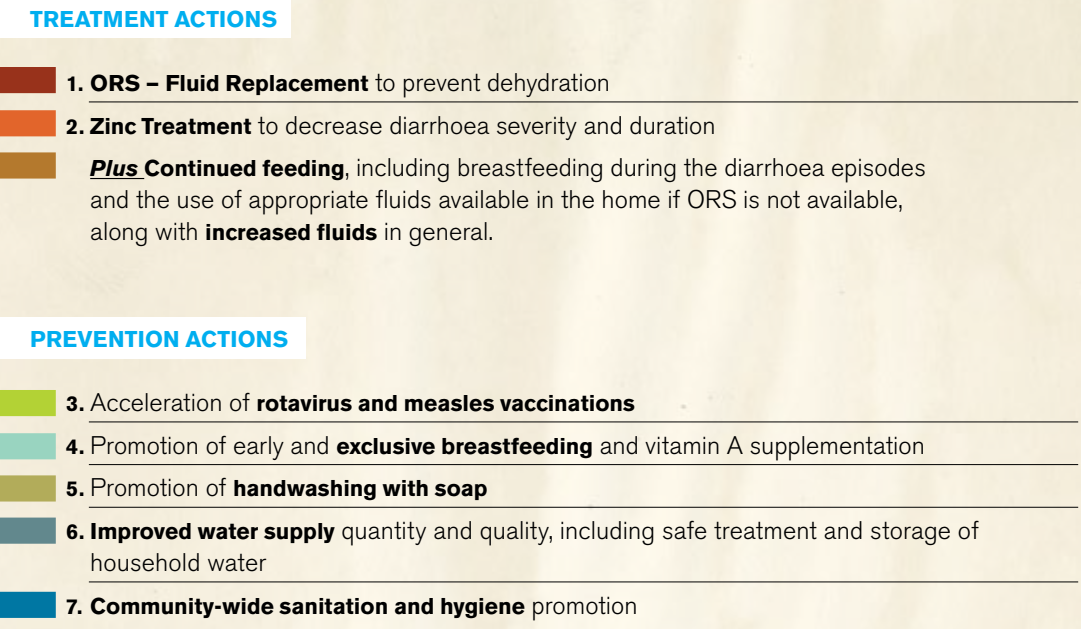 TREATMENT ACTIONS
1. ORS – Fluid Replacement to prevent dehydration
2. Zinc Treatment to decrease diarrhoea severity and duration
Plus Continued feeding, including breastfeeding during the diarrhoea episodes
and the use of appropriate fluids available in the home if ORS is not available,
along with increased fluids in general.
PREVENTION ACTIONS
3. Acceleration of rotavirus and measles vaccinations
4. Promotion of early and exclusive breastfeeding and vitamin A supplementation
5. Promotion of handwashing with soap
6. Improved water supply quantity and quality, including safe treatment and storage of
household water
7. Community-wide sanitation and hygiene promotion